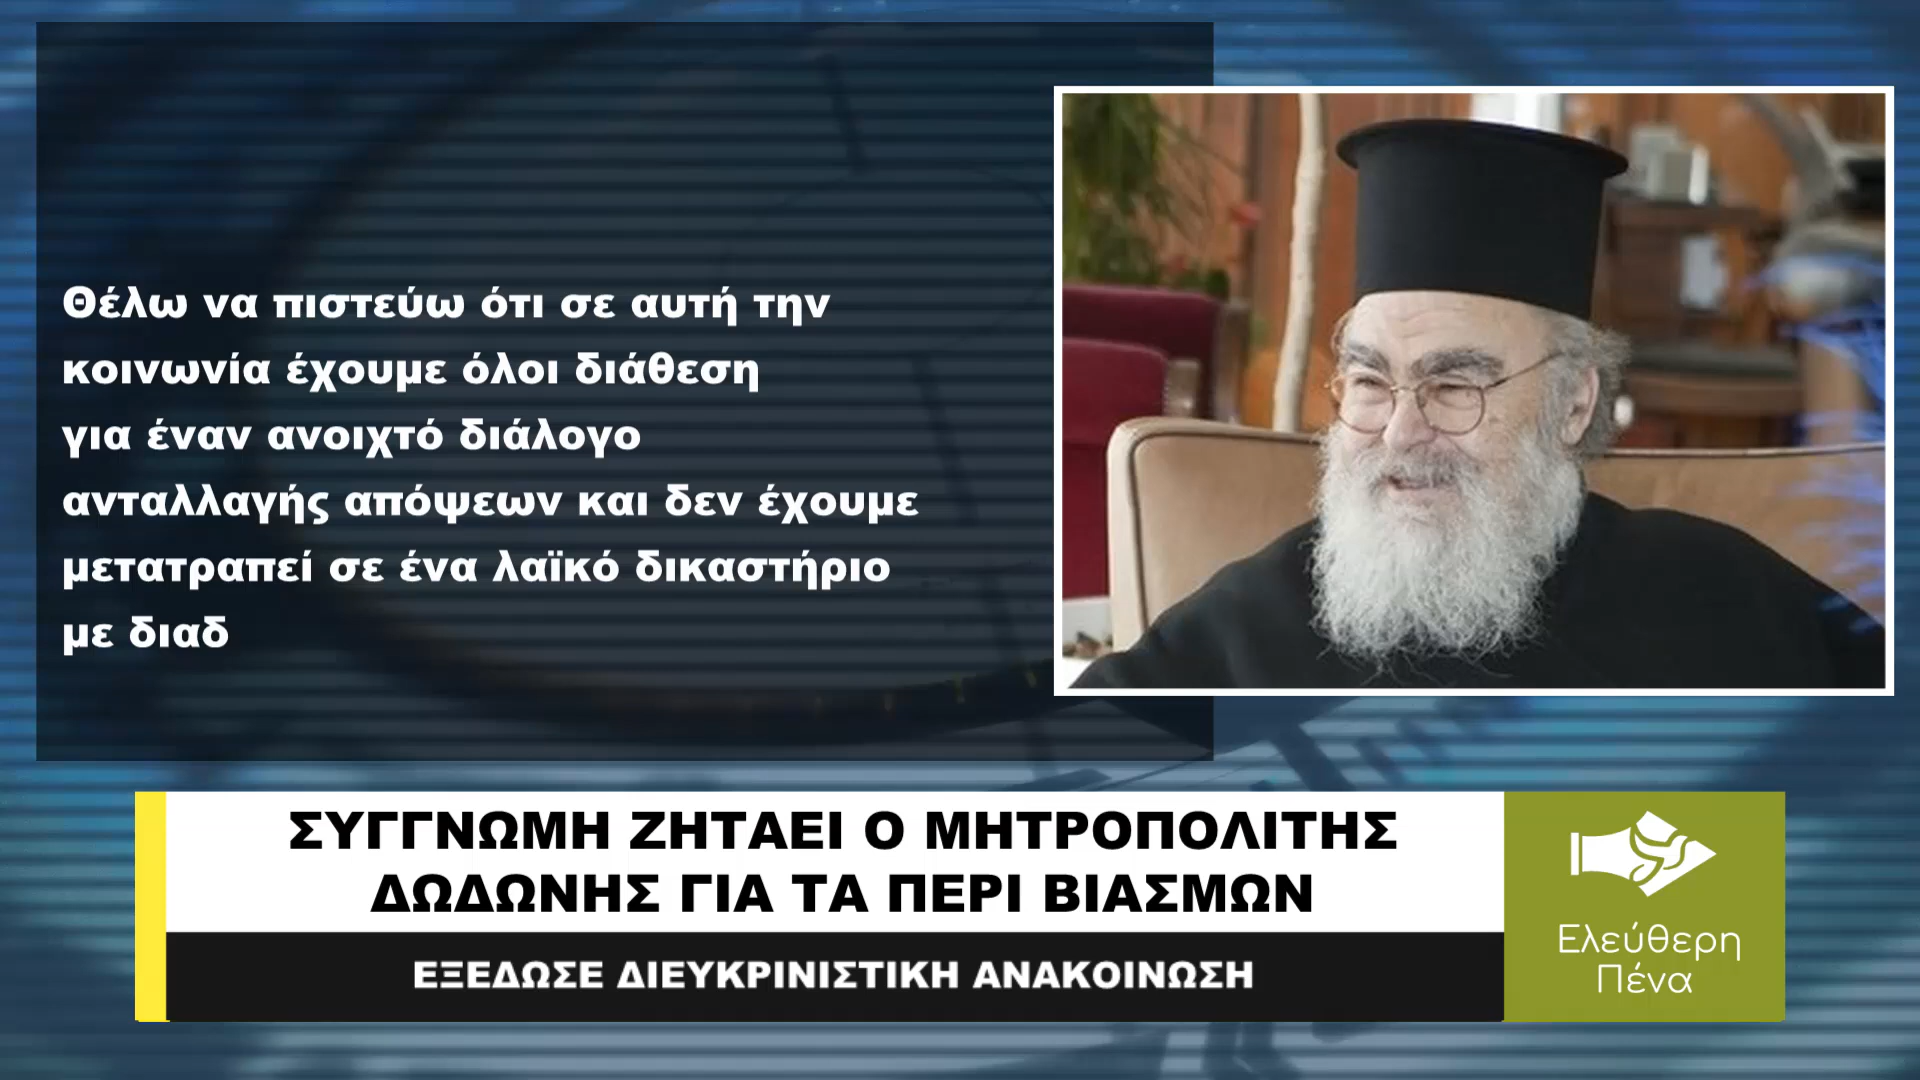 Θέλω να πιστεύω ότι σε αυτή την
κοινωνία έχουμε όλοι διάθεση
για έναν ανοιχτό διάλογο
ανταλλαγής απόψεων και δεν έχουμε
μετατραπεί σε ένα λαϊκό δικαστήριο
με διαδ
ΣΥΓΓΝΩΜΗ ΖΗΤΑΕΙ Ο ΜΗΤΡΟΠΟΛΙΤΗΣ
ΔΩΔΩΝΗΣ ΓΙΑ ΤΑ ΠΕΡΙ ΒΙΑΣΜΩΝ
ΕΞΕΔΩΣΕ ΔΙΕΥΚΡΙΝΙΣΤΙΚΗ ΑΝΑΚΟΙΝΩΣΗ
Ελεύθερη
Πένα